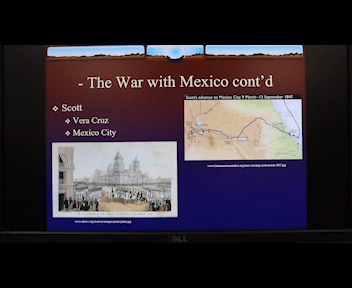 - The War with Mexico cont'd
Scott
Vera Cruz
Mexico City
Scott's advance to Mexico City 9 March–12 September 1847
DELL